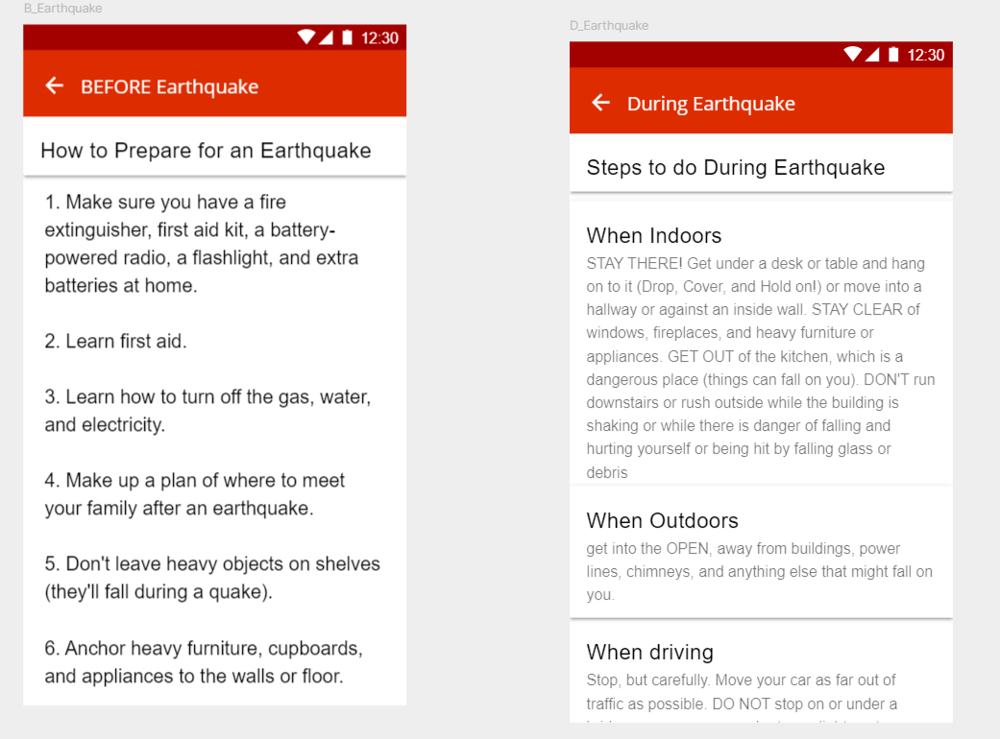 B_Earthquake
12:30
BEFORE Earthquake
How to Prepare for an Earthquake
1. Make sure you have a fire
extinguisher, first aid kit, a battery-
powered radio, a flashlight, and extra
batteries at home.
2. Learn first aid.
3. Learn how to turn off the gas, water,
and electricity.
4. Make up a plan of where to meet
your family after an earthquake.
5. Don't leave heavy objects on shelves
(they'll fall during a quake).
6. Anchor heavy furniture, cupboards,
and appliances to the walls or floor.
D_Earthquake
12:30
During Earthquake
Steps to do During Earthquake
When Indoors
STAY THERE! Get under a desk or table and hang
on to it (Drop, Cover, and Hold on!) or move into a
hallway or against an inside wall. STAY CLEAR of
windows, fireplaces, and heavy furniture or
appliances. GET OUT of the kitchen, which is a
dangerous place (things can fall on you). DON'T run
downstairs or rush outside while the building is
shaking or while there is danger of falling and
hurting yourself or being hit by falling glass or
debris
When Outdoors
get into the OPEN, away from buildings, power
lines, chimneys, and anything else that might fall on
you.
When driving
Stop, but carefully. Move your car as far out of
traffic as possible. DO NOT stop on or under a